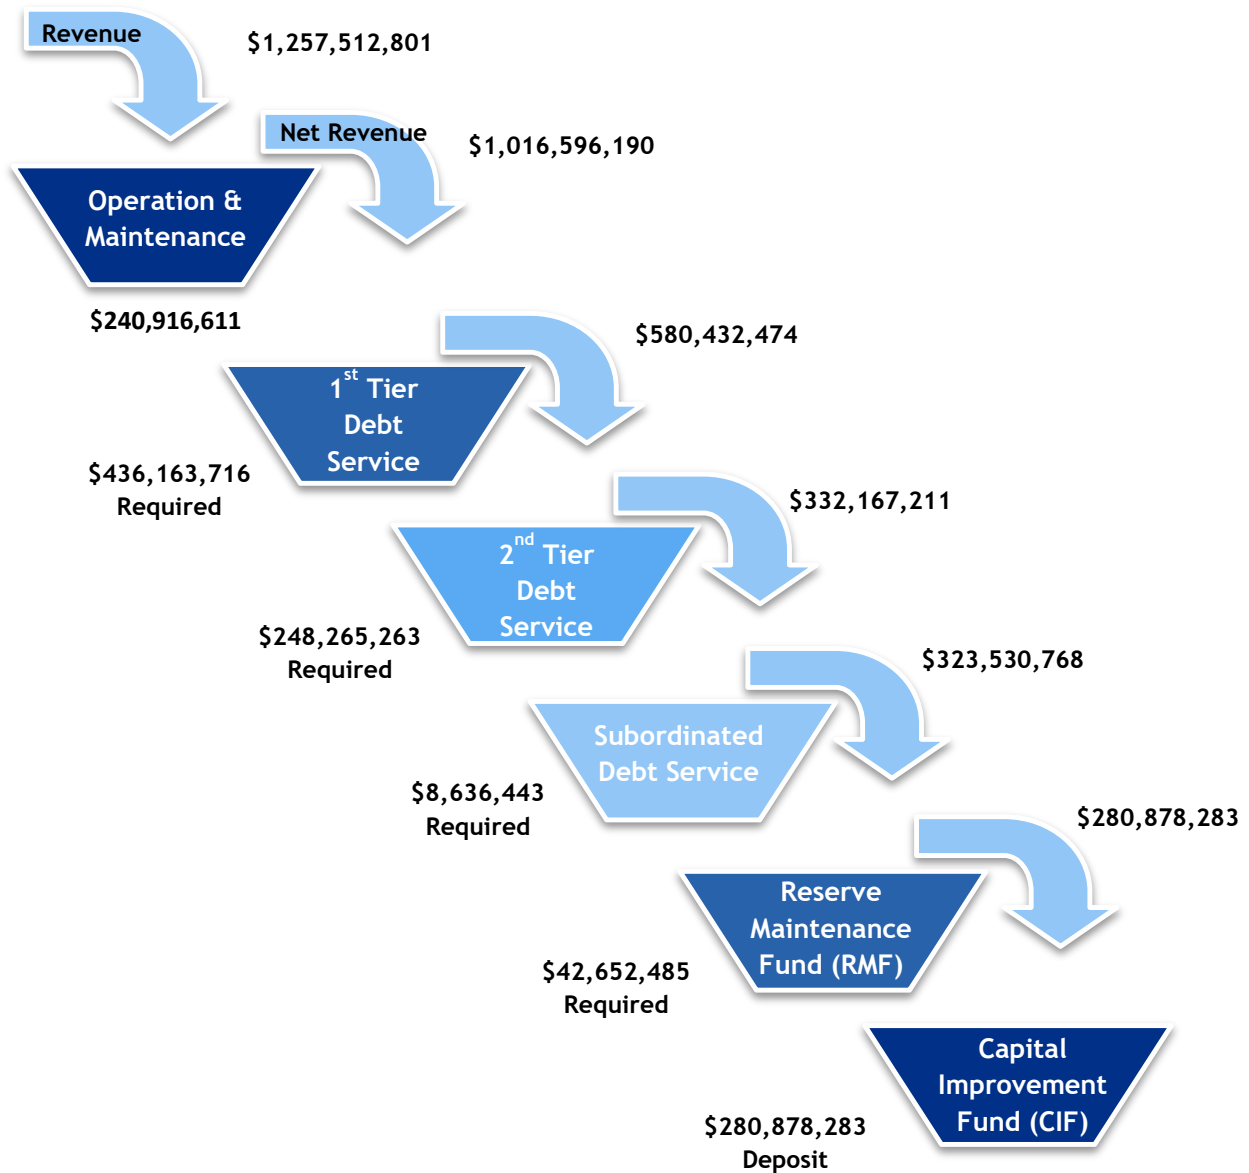 Revenue
$1,257,512,801
Net Revenue
$1,016,596,190
Operation &
Maintenance
$240,916,611
$580,432,474
1st Tier
Debt
Service
$436,163,716
Required
$332,167,211
2nd Tier
Debt
Service
$248,265,263
Required
$323,530,768
Subordinated
Debt Service
$8,636,443
Required
$280,878,283
Reserve
Maintenance
Fund (RMF)
$42,652,485
Required
Capital
Improvement
Fund (CIF)
$280,878,283
Deposit